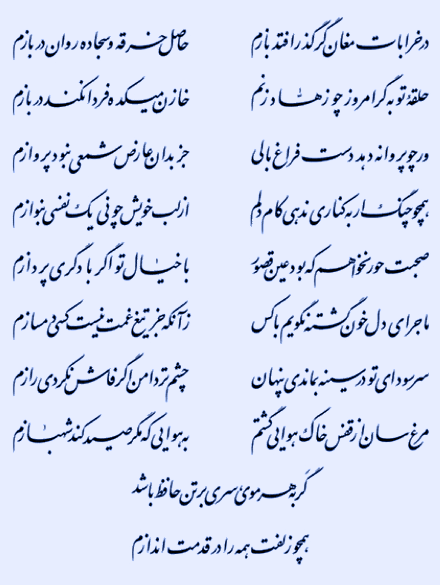 در خرابات مغان گر گذر افتد بازم حاصل خرقه و سجاده روان دربازم
حلقه توبه گر امروز چو زهاد زنم خازن میکده فردا نکند در بازم
ور چو پروانه دهد دست فراغ بالی جز بدان عارض شمعی نبود پروازم
همچو چنگ ار به کناری ندهی کام دلم از لب خویش چو نی یک نفسی بنوازم
صحبت حور نخواهم که بود عین قصور با خیال تو اگر با دگری پردازم
ماجرای دل خون گشته نگویم با کس زآنکه جز تیغ غمت نیست کسی دمسازم
سر سودای تو در سینه بماندی پنهان چشم تردامن اگر فاش نکردی رازم
مرغ سان از قفس خاک هوایی گشتم به هوایی که مگر صید کند شهبازم
گر به هر موی سری بر تن حافظ باشد
همچو زلفت همه را در قدمت اندازم